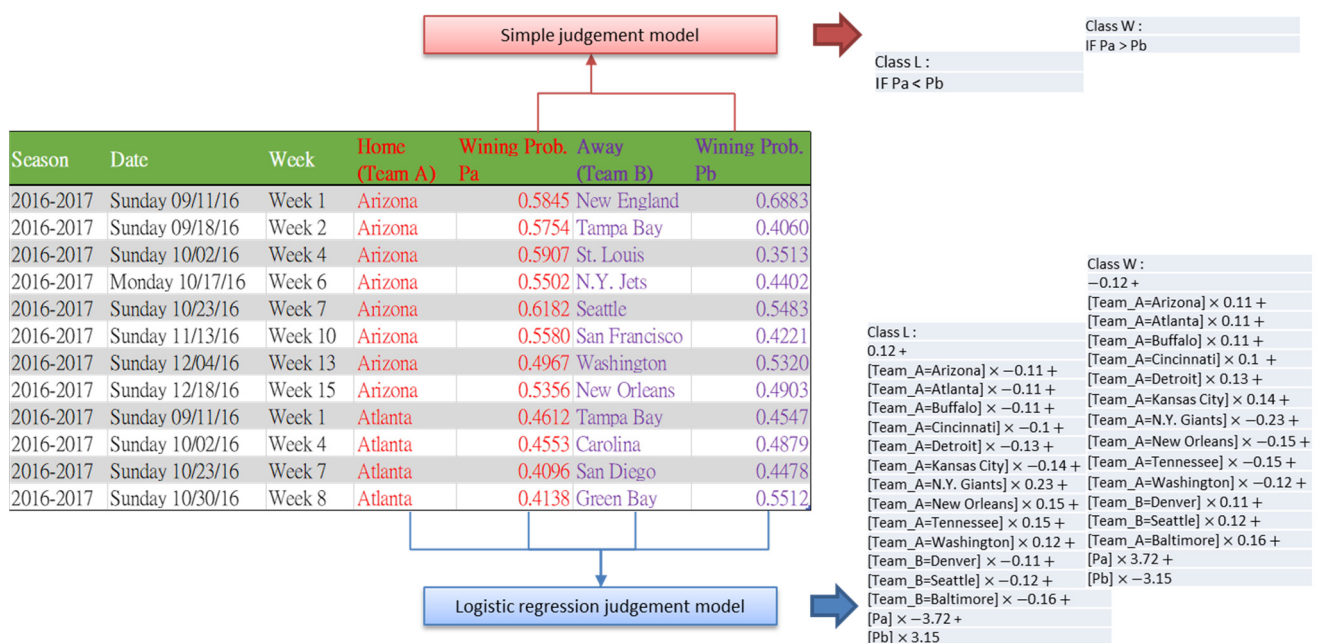 Simple judgement model
Class W :
IF Pa > Pb
Class L :
IF Pa < Pb
Season Date Week Home (Team A) Wining Prob. Pa Away (Team B) Wining Prob. Pb
2016-2017 Sunday 09/11/16 Week 1 Arizona 0.5845 New England 0.6883
2016-2017 Sunday 09/18/16 Week 2 Arizona 0.5754 Tampa Bay 0.4060
2016-2017 Sunday 10/02/16 Week 4 Arizona 0.5907 St. Louis 0.3513
2016-2017 Monday 10/17/16 Week 6 Arizona 0.5502 N.Y. Jets 0.4402
2016-2017 Sunday 10/23/16 Week 7 Arizona 0.6182 Seattle 0.5483
2016-2017 Sunday 11/13/16 Week 10 Arizona 0.5580 San Francisco 0.4221
2016-2017 Sunday 12/04/16 Week 13 Arizona 0.4967 Washington 0.5320
2016-2017 Sunday 12/18/16 Week 15 Arizona 0.5356 New Orleans 0.4903
2016-2017 Sunday 09/11/16 Week 1 Atlanta 0.4612 Tampa Bay 0.4547
2016-2017 Sunday 10/02/16 Week 4 Atlanta 0.4553 Carolina 0.4879
2016-2017 Sunday 10/23/16 Week 7 Atlanta 0.4096 San Diego 0.4478
2016-2017 Sunday 10/30/16 Week 8 Atlanta 0.4138 Green Bay 0.5512
Logistic regression judgement model
Class L :
0.12 +
[Team_A=Arizona] × −0.11 +
[Team_A=Atlanta] × −0.11 +
[Team_A=Buffalo] × −0.11 +
[Team_A=Cincinnati] × −0.1 +
[Team_A=Detroit] × −0.13 +
[Team_A=Kansas City] × −0.14 +
[Team_A=N.Y. Giants] × 0.23 +
[Team_A=New Orleans] × 0.15 +
[Team_A=Tennessee] × 0.15 +
[Team_A=Washington] × 0.12 +
[Team_B=Denver] × −0.11 +
[Team_B=Seattle] × −0.12 +
[Team_B=Baltimore] × −0.16 +
[Pa] × −3.72 +
[Pb] × 3.15
Class W :
−0.12 +
[Team_A=Arizona] × 0.11 +
[Team_A=Atlanta] × 0.11 +
[Team_A=Buffalo] × 0.11 +
[Team_A=Cincinnati] × 0.1 +
[Team_A=Detroit] × 0.13 +
[Team_A=Kansas City] × 0.14 +
[Team_A=N.Y. Giants] × −0.23 +
[Team_A=New Orleans] × −0.15 +
[Team_A=Tennessee] × −0.15 +
[Team_A=Washington] × −0.12 +
[Team_B=Denver] × 0.11 +
[Team_B=Seattle] × 0.12 +
[Team_A=Baltimore] × 0.16 +
[Pa] × 3.72 +
[Pb] × −3.15